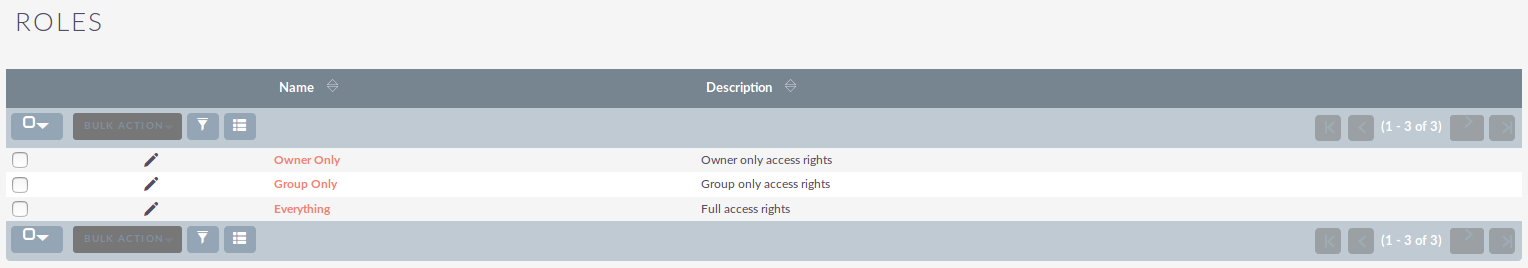 ROLES
Name Description
BULK ACTION (1 - 3 of 3)
Owner Only Owner only access rights
Group Only Group only access rights
Everything Full access rights
BULK ACTION (1 - 3 of 3)